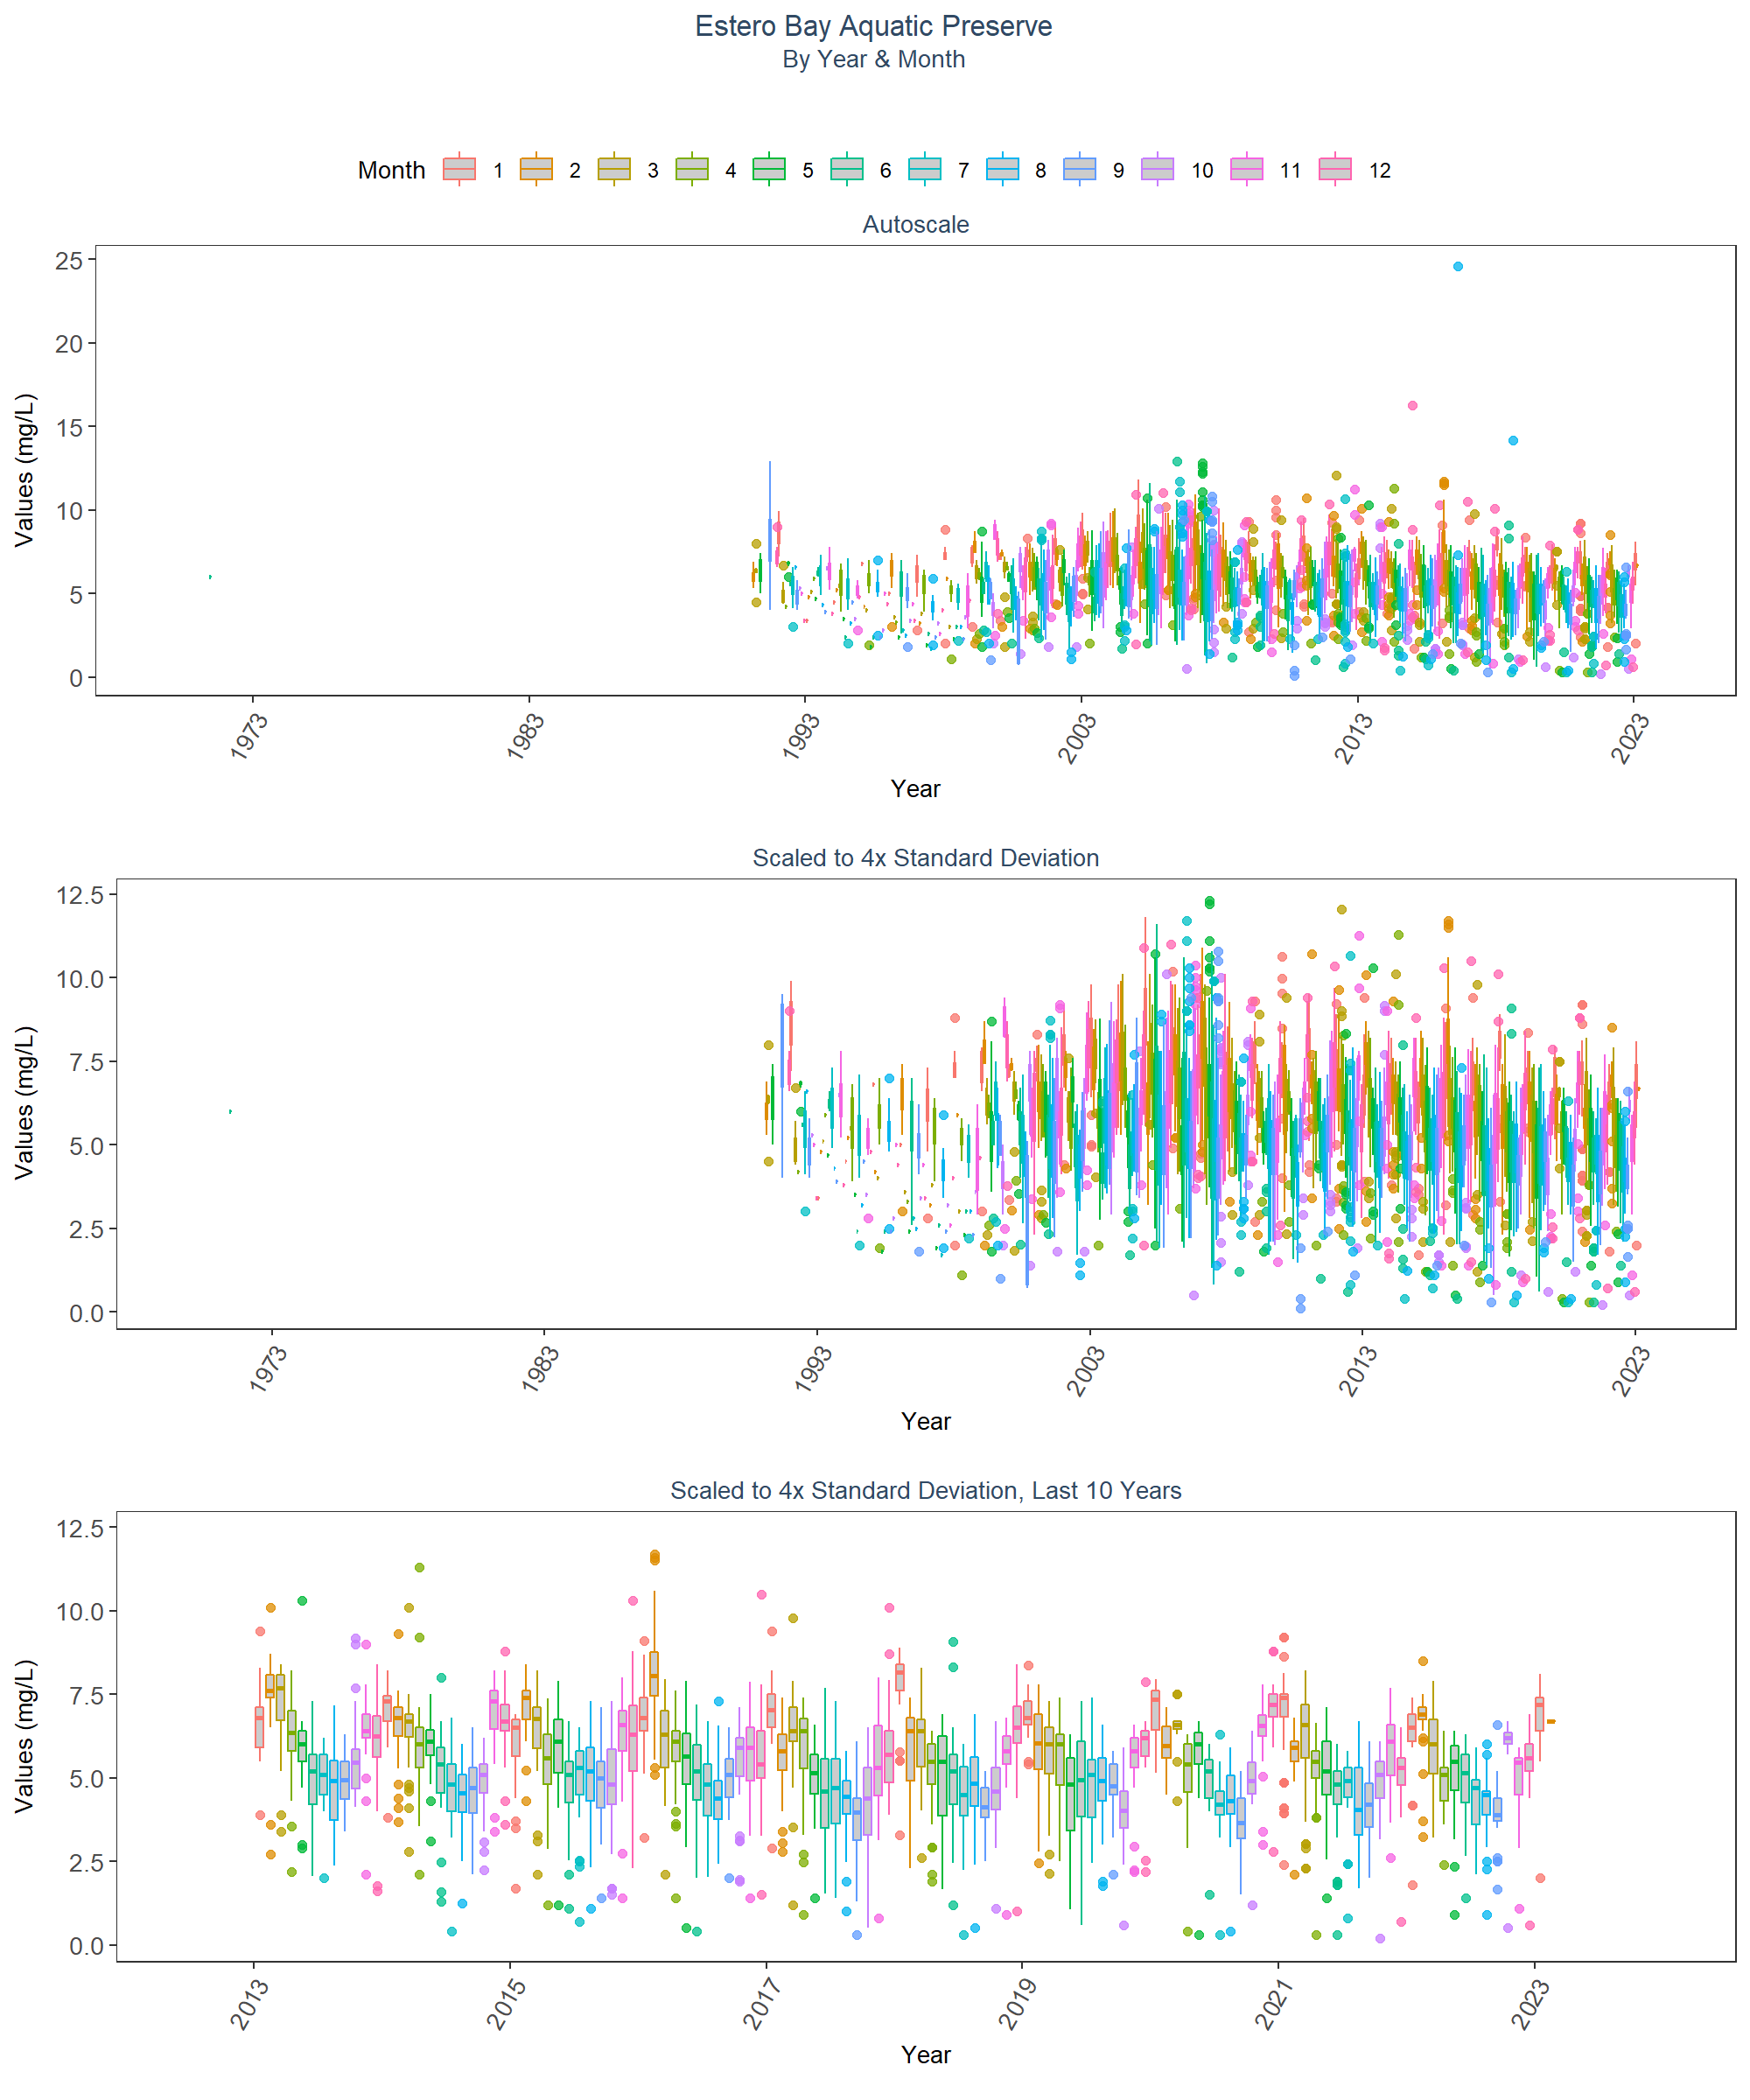 Estero Bay Aquatic Preserve
By Year & Month
Month 1 2 3 4 5 6 7 8 9 10 11 12
Autoscale
Values (mg/L)
25
20
15
10
5
0
1973 1983 1993 2003 2013 2023
Year
Scaled to 4x Standard Deviation
Values (mg/L)
12.5
10.0
7.5
5.0
2.5
0.0
1973 1983 1993 2003 2013 2023
Year
Scaled to 4x Standard Deviation, Last 10 Years
Values (mg/L)
12.5
10.0
7.5
5.0
2.5
0.0
2013 2015 2017 2019 2021 2023
Year